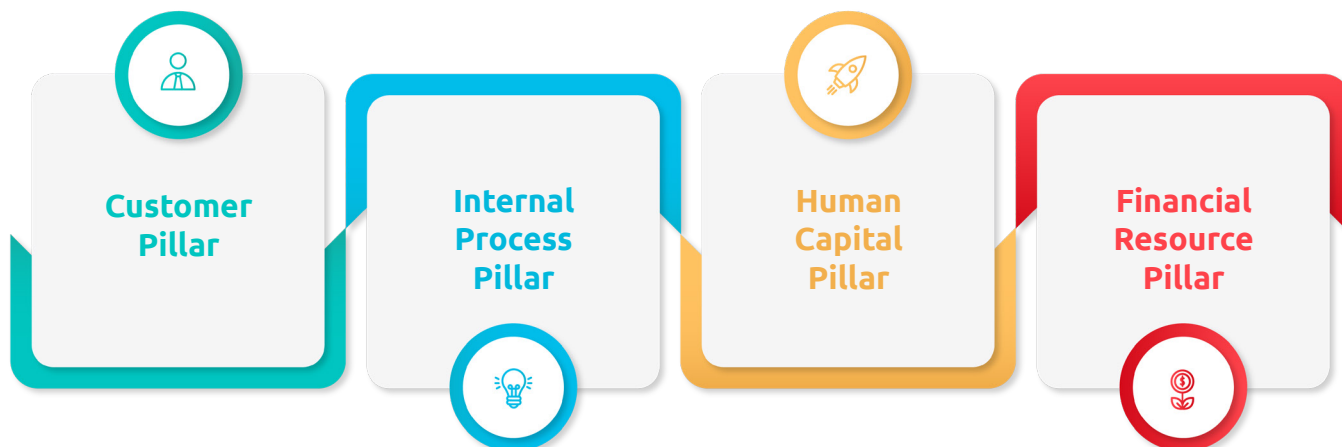 Customer
Pillar
Internal
Process
Pillar
Human
Capital
Pillar
Financial
Resource
Pillar
$